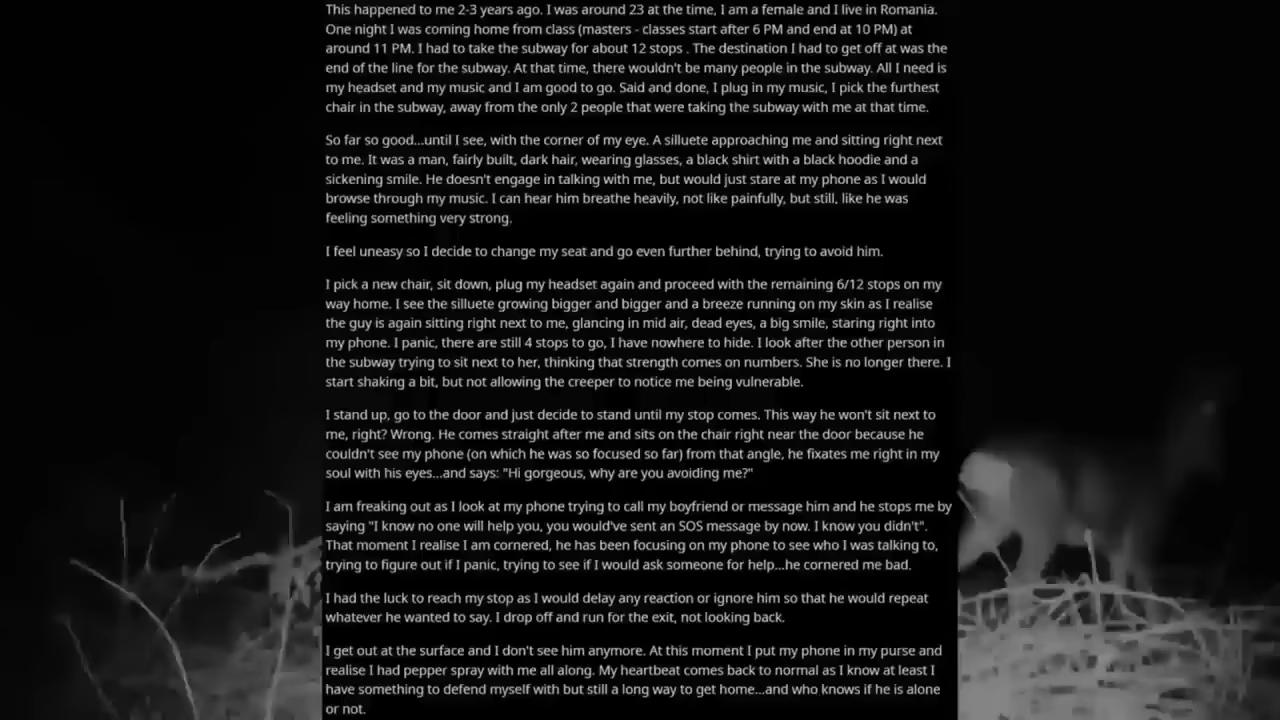 This happened to me 2-3 years ago. I was around 23 at the time, I am a female and I live in Romania.
One night I was coming home from class (masters - classes start after 6 PM and end at 10 PM) at
around 11 PM. I had to take the subway for about 12 stops . The destination I had to get off at was the
end of the line for the subway. At that time, there wouldn't be many people in the subway. All I need is
my headset and my music and I am good to go. Said and done, I plug in my music, I pick the furthest
chair in the subway, away from the only 2 people that were taking the subway with me at that time.
So far so good...until I see, with the corner of my eye. A silluete approaching me and sitting right next
to me. It was a man, fairly built, dark hair, wearing glasses, a black shirt with a black hoodie and a
sickening smile. He doesn't engage in talking with me, but would just stare at my phone as I would
browse through my music. I can hear him breathe heavily, not like painfully, but still, like he was
feeling something very strong.
I feel uneasy so I decide to change my seat and go even further behind, trying to avoid him.
I pick a new chair, sit down, plug my headset again and proceed with the remaining 6/12 stops on my
way home. I see the silluete growing bigger and bigger and a breeze running on my skin as I realise
the guy is again sitting right next to me, glancing in mid air, dead eyes, a big smile, staring right into
my phone. I panic, there are still 4 stops to go, I have nowhere to hide. I look after the other person in
the subway trying to sit next to her, thinking that strength comes on numbers. She is no longer there. I
start shaking a bit, but not allowing the creeper to notice me being vulnerable.
I stand up, go to the door and just decide to stand until my stop comes. This way he won't sit next to
me, right? Wrong. He comes straight after me and sits on the chair right near the door because he
couldn't see my phone (on which he was so focused so far) from that angle, he fixates me right in my
soul with his eyes...and says: "Hi gorgeous, why are you avoiding me?"
I am freaking out as I look at my phone trying to call my boyfriend or message him and he stops me by
saying "I know no one will help you, you would've sent an SOS message by now. I know you didn't".
That moment I realise I am cornered, he has been focusing on my phone to see who I was talking to,
trying to figure out if I panic, trying to see if I would ask someone for help...he cornered me bad.
I had the luck to reach my stop as I would delay any reaction or ignore him so that he would repeat
whatever he wanted to say. I drop off and run for the exit, not looking back.
I get out at the surface and I don't see him anymore. At this moment I put my phone in my purse and
realise I had pepper spray with me all along. My heartbeat comes back to normal as I know at least I
have something to defend myself with but still a long way to get home...and who knows if he is alone
or not.